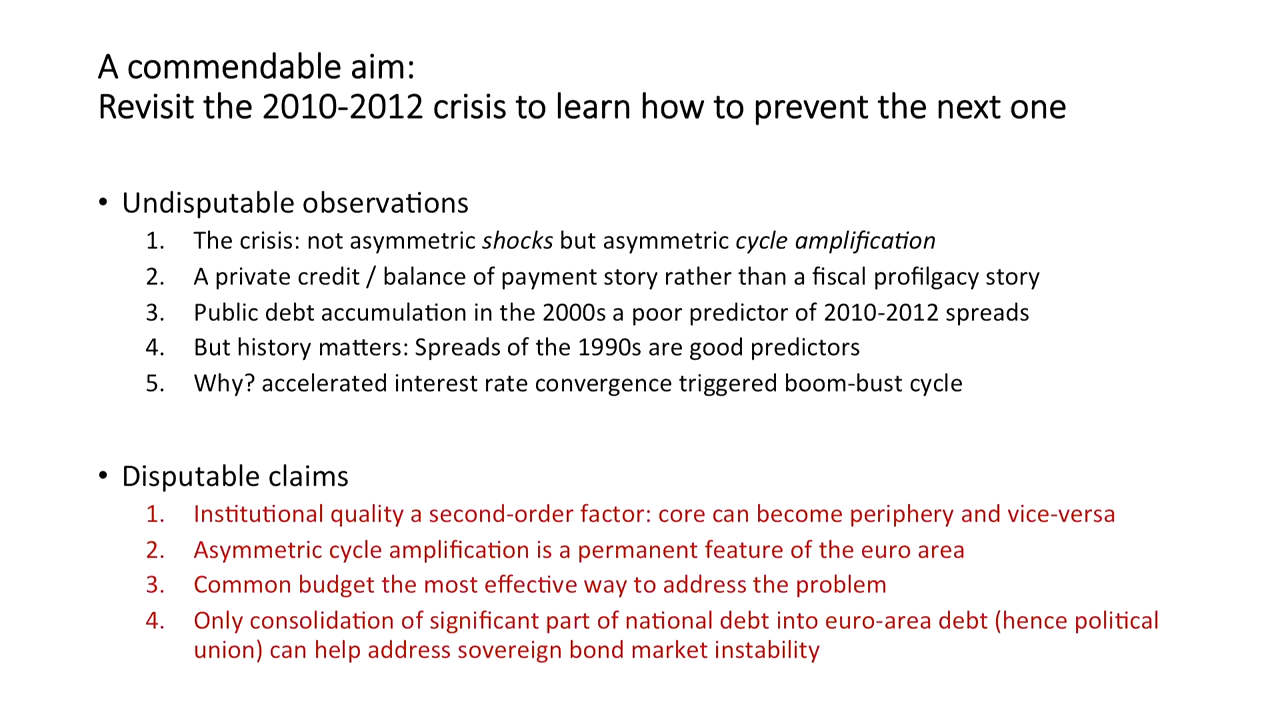 A commendable aim:
Revisit the 2010-2012 crisis to learn how to prevent the next one
• Undisputable observations
1. The crisis: not asymmetric shocks but asymmetric cycle amplification
2. A private credit / balance of payment story rather than a fiscal profilgacy story
3. Public debt accumulation in the 2000s a poor predictor of 2010-2012 spreads
4. But history matters: Spreads of the 1990s are good predictors
5. Why? accelerated interest rate convergence triggered boom-bust cycle
• Disputable claims
1. Institutional quality a second-order factor: core can become periphery and vice-versa
2. Asymmetric cycle amplification is a permanent feature of the euro area
3. Common budget the most effective way to address the problem
4. Only consolidation of significant part of national debt into euro-area debt (hence political
union) can help address sovereign bond market instability